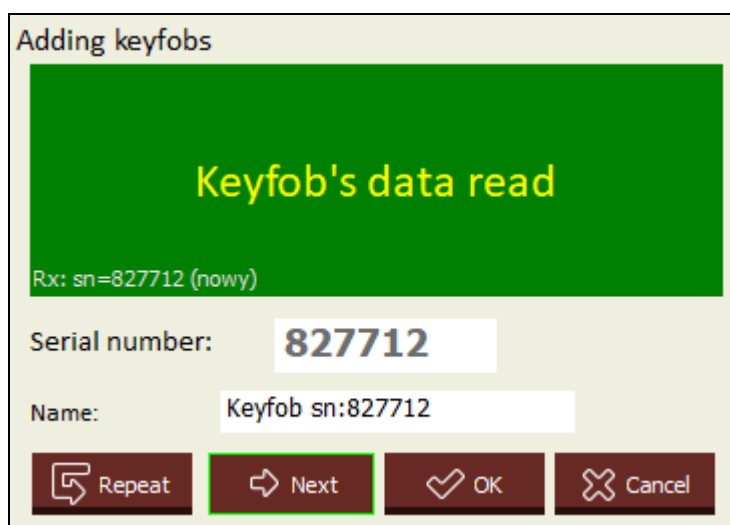 Adding keyfobs
Keyfob's data read
Rx: sn=827712 (nowy)
Serial number: 827712
Name: Keyfob sn:827712
Repeat Next OK Cancel